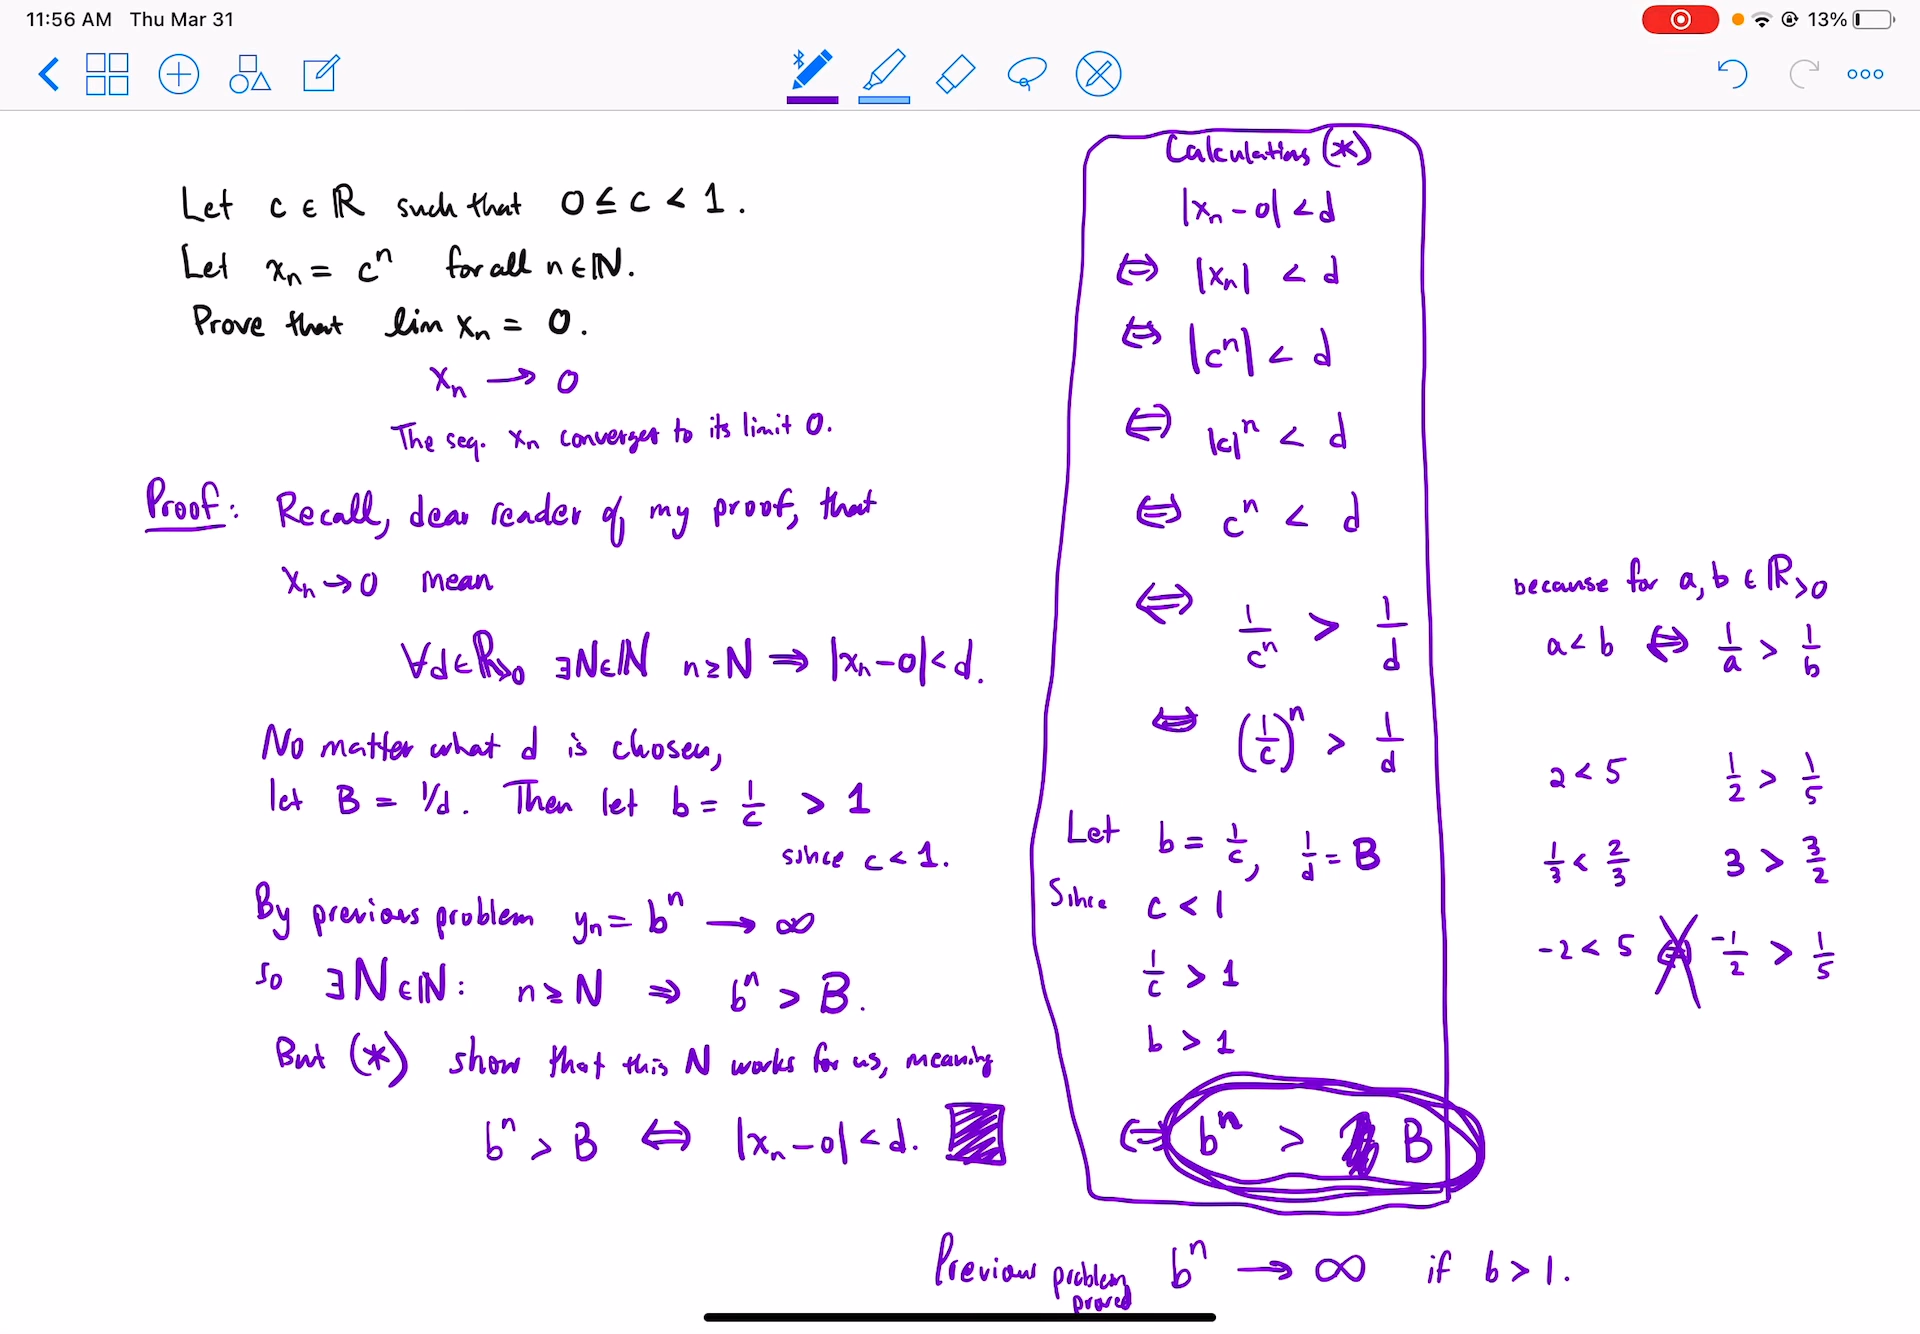 11:56 AM Thu Mar 31
13%
Let c ∈ ℝ such that 0 ≤ c < 1.
Let xₙ = cⁿ for all n ∈ ℕ.
Prove that lim xₙ = 0.
xₙ → 0
The seq. xₙ converges to its limit 0.
Proof: Recall, dear reader of my proof, that
xₙ → 0 mean
∀d∈ℝ>0 ∃N∈ℕ n≥N ⇒ |xₙ-0|<d.
No matter what d is chosen,
let B = 1/d. Then let b = 1/c > 1
since c < 1.
By previous problem yₙ = bⁿ → ∞
so ∃N∈ℕ: n≥N ⇒ bⁿ > B.
But (*) show that this N works for us, meaning
bⁿ > B ⇔ |xₙ-0| < d.
Calculations (*)
|xₙ-0| < d
⇔ |xₙ| < d
⇔ |cⁿ| < d
⇔ |c|ⁿ < d
⇔ cⁿ < d
⇔ 1/cⁿ > 1/d
⇔ (1/c)ⁿ > 1/d
Let b = 1/c, 1/d = B
Since c < 1
1/c > 1
b > 1
⇔ bⁿ > B
because for a, b ∈ ℝ>0
a < b ⇔ 1/a > 1/b
2 < 5 1/2 > 1/5
1/3 < 2/3 3 > 3/2
-2 < 5 ⇔ -1/2 > 1/5
Previous problem proved bⁿ → ∞ if b > 1.